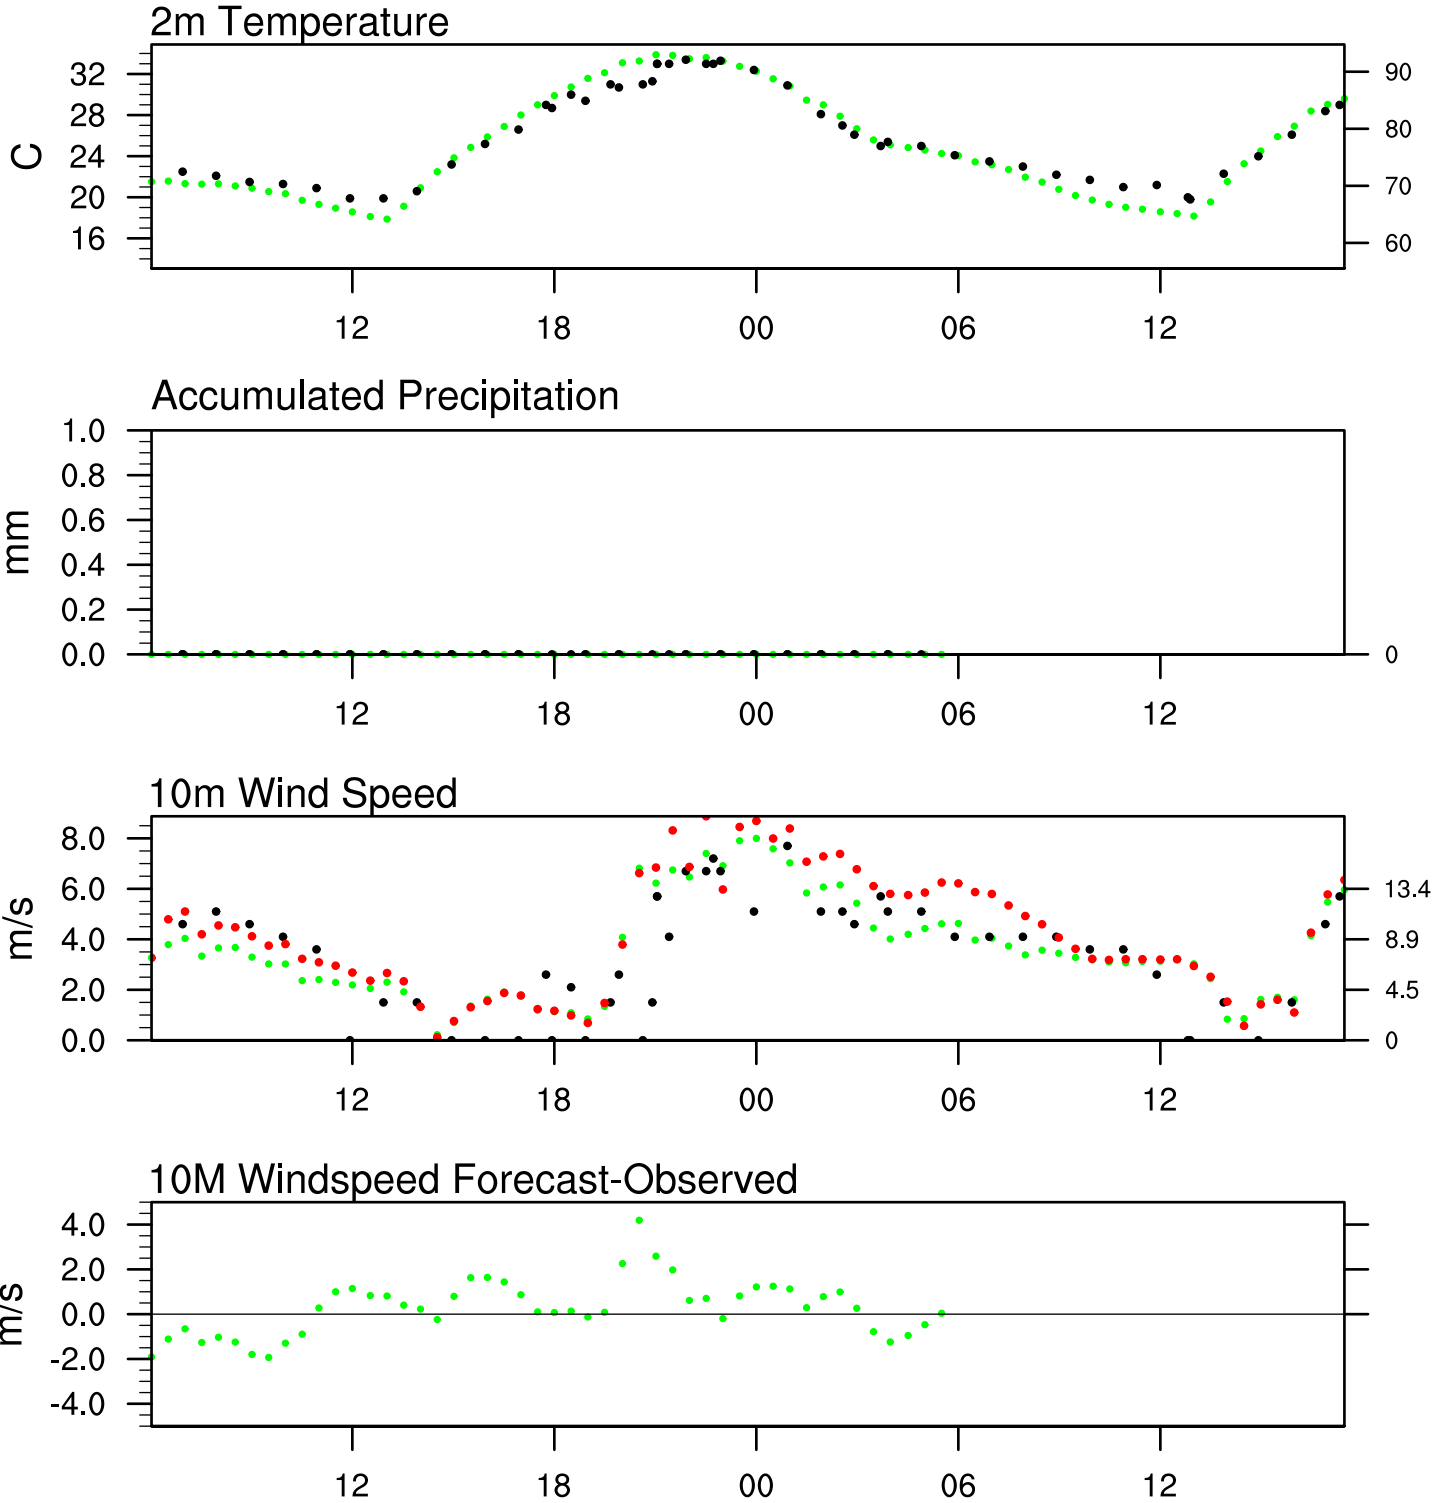 2m Temperature
32
28
24
20
16
C
90
80
70
60
12 18 00 06 12
Accumulated Precipitation
1.0
0.8
0.6
0.4
0.2
0.0
mm
0
12 18 00 06 12
10m Wind Speed
8.0
6.0
4.0
2.0
0.0
m/s
13.4
8.9
4.5
0
12 18 00 06 12
10M Windspeed Forecast-Observed
4.0
2.0
0.0
-2.0
-4.0
m/s
12 18 00 06 12